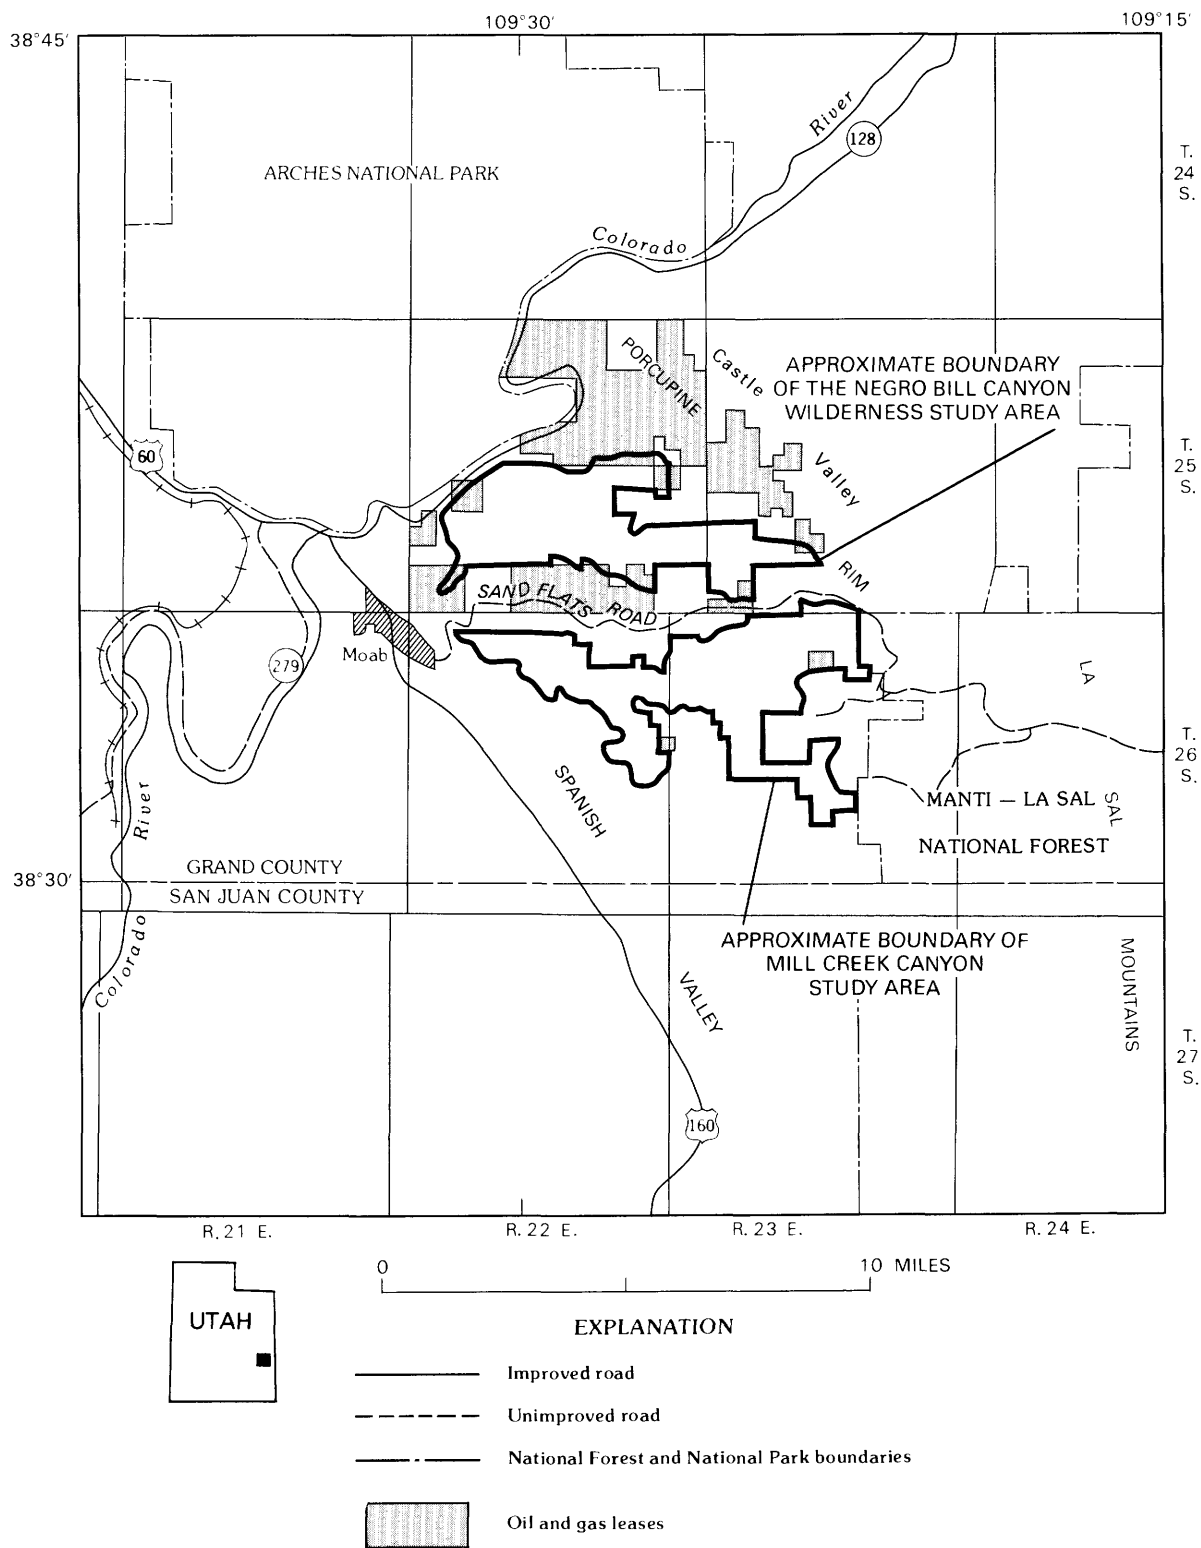 109°30'
109°15'
38°45'
River
128
T.
24
S.
ARCHES NATIONAL PARK
Colorado
PORCUPINE
Castle
Valley
APPROXIMATE BOUNDARY
OF THE NEGRO BILL CANYON
WILDERNESS STUDY AREA
60
T.
25
S.
RIM
SAND FLATS ROAD
Moab
279
LA
T.
26
S.
SPANISH
River
MANTI – LA SAL
SAL
NATIONAL FOREST
GRAND COUNTY
38°30'
SAN JUAN COUNTY
Colorado
APPROXIMATE BOUNDARY OF
MILL CREEK CANYON
STUDY AREA
VALLEY
MOUNTAINS
T.
27
S.
160
R. 21 E.
R. 22 E.
R. 23 E.
R. 24 E.
0
10 MILES
UTAH
EXPLANATION
Improved road
Unimproved road
National Forest and National Park boundaries
Oil and gas leases